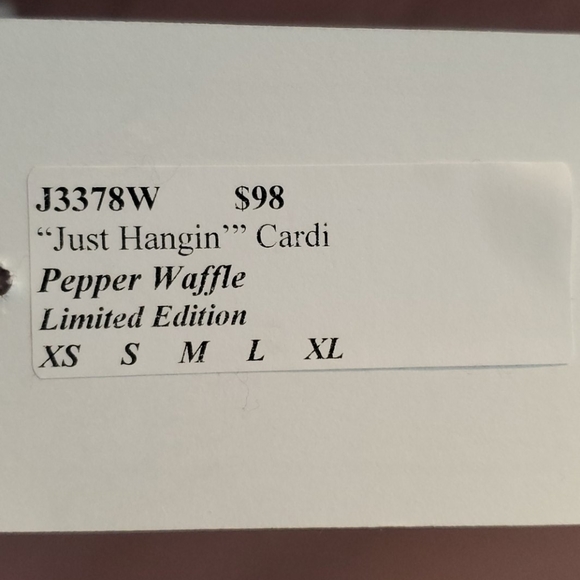 J3378W $98
“Just Hangin’” Cardi
Pepper Waffle
Limited Edition
XS S M L XL